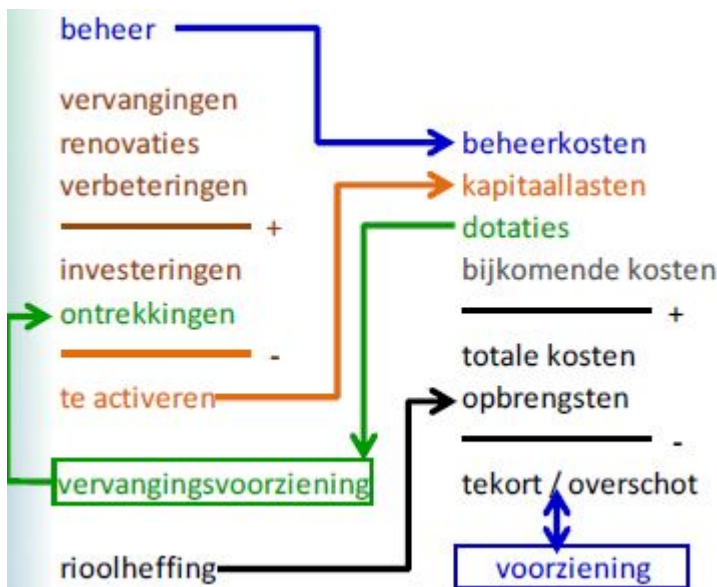 beheer
vervangingen
renovaties
verbeteringen
+
investeringen
ontrekkingen
-
te activeren
vervangingsvoorziening
rioolheffing
beheerkosten
kapitaallasten
dotaties
bijkomende kosten
+
totale kosten
opbrengsten
-
tekort / overschot
voorziening